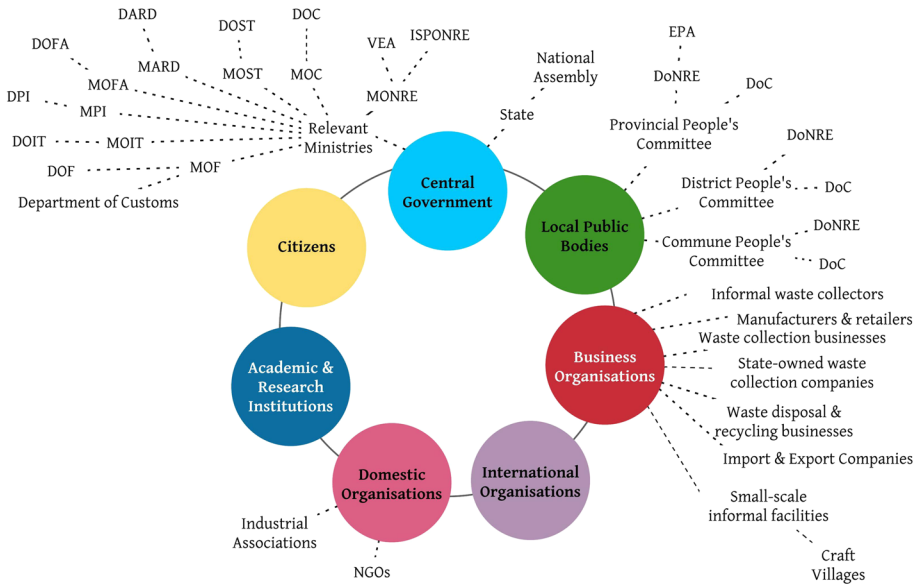 DARD
DOST
DOC
DOFA
VEA
ISPONRE
MARD
MOST
MOC
DPI
MOFA
MONRE
MPI
DOIT
MOIT
Relevant
Ministries
DOF
MOF
Department of Customs
National
Assembly
State
EPA
DoNRE
DoC
Provincial People's
Committee
DoNRE
District People's
Committee
DoC
DoNRE
Commune People's
Committee
DoC
Central
Government
Local Public
Bodies
Citizens
Informal waste collectors
Manufacturers & retailers
Waste collection businesses
Business
Organisations
State-owned waste
collection companies
Waste disposal &
recycling businesses
Import & Export Companies
Small-scale
informal facilities
Craft
Villages
Academic &
Research
Institutions
Domestic
Organisations
International
Organisations
Industrial
Associations
NGOs